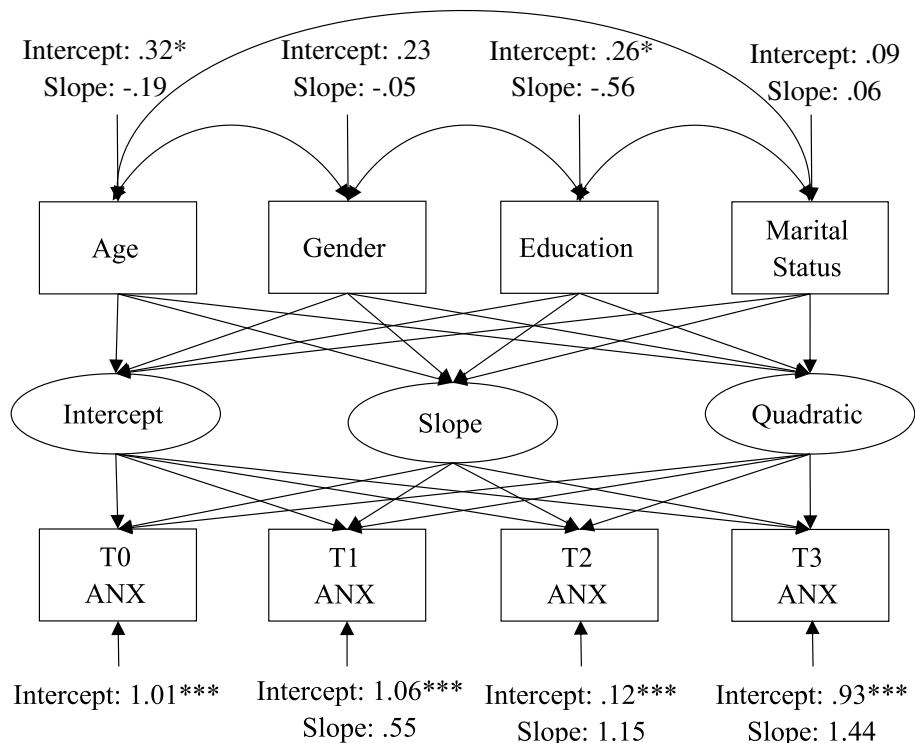 Intercept: .32*
Slope: -.19
Intercept: .23
Slope: -.05
Intercept: .26*
Slope: -.56
Intercept: .09
Slope: .06
Age
Gender
Education
Marital
Status
Intercept
Slope
Quadratic
T0
ANX
T1
ANX
T2
ANX
T3
ANX
Intercept: 1.01***
Intercept: 1.06***
Slope: .55
Intercept: .12***
Slope: 1.15
Intercept: .93***
Slope: 1.44